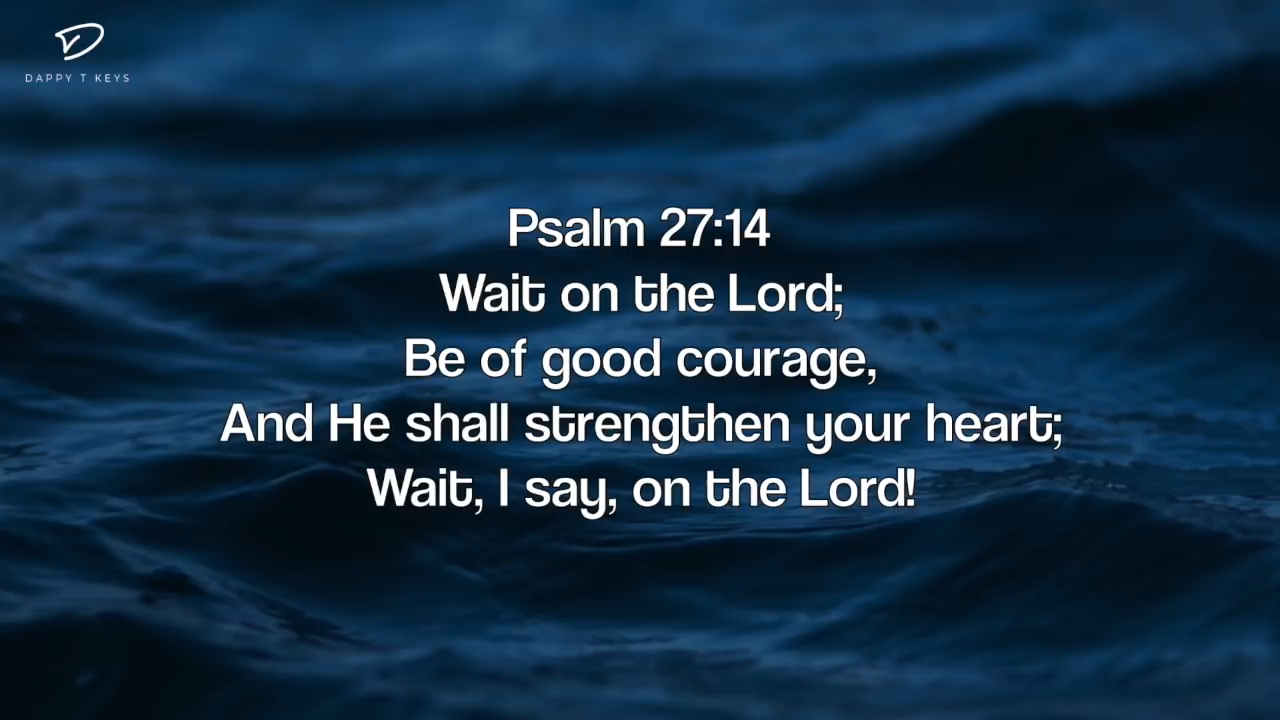 DAPPY T KEYS
Psalm 27:14
Wait on the Lord;
Be of good courage,
And He shall strengthen your heart;
Wait, I say, on the Lord!